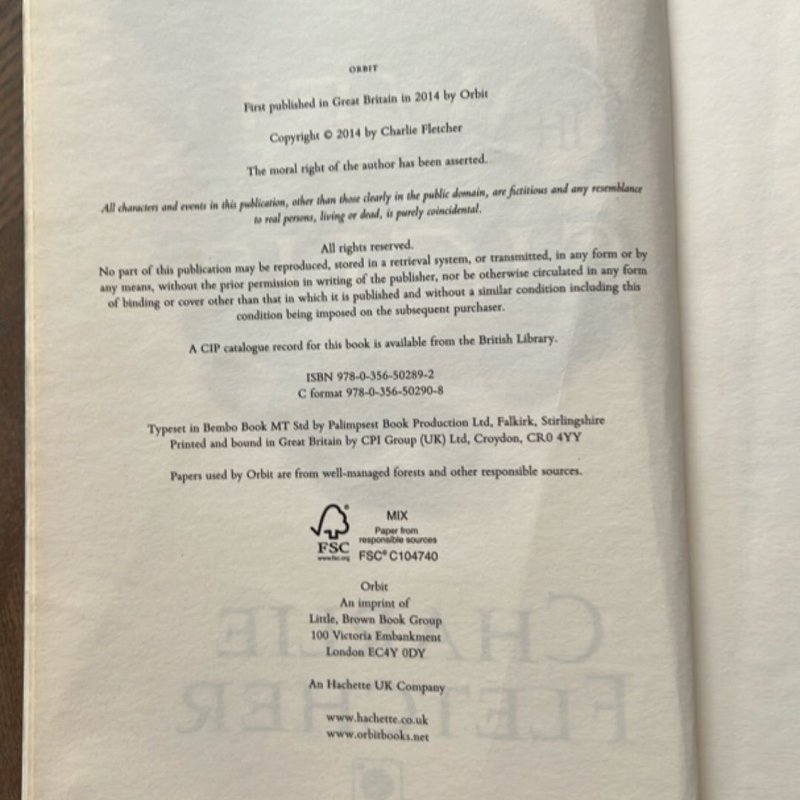 ORBIT
First published in Great Britain in 2014 by Orbit
Copyright © 2014 by Charlie Fletcher
The moral right of the author has been asserted.
All characters and events in this publication, other than those clearly in the public domain, are fictitious and any resemblance
to real persons, living or dead, is purely coincidental.
All rights reserved.
No part of this publication may be reproduced, stored in a retrieval system, or transmitted, in any form or by
any means, without the prior permission in writing of the publisher, nor be otherwise circulated in any form
of binding or cover other than that in which it is published and without a similar condition including this
condition being imposed on the subsequent purchaser.
A CIP catalogue record for this book is available from the British Library.
ISBN 978-0-356-50289-2
C format 978-0-356-50290-8
Typeset in Bembo Book MT Std by Palimpsest Book Production Ltd, Falkirk, Stirlingshire
Printed and bound in Great Britain by CPI Group (UK) Ltd, Croydon, CR0 4YY
Papers used by Orbit are from well-managed forests and other responsible sources.
FSC
www.fsc.org
MIX
Paper from
responsible sources
FSC® C104740
Orbit
An imprint of
Little, Brown Book Group
100 Victoria Embankment
London EC4Y 0DY
An Hachette UK Company
www.hachette.co.uk
www.orbitbooks.net
CHARLIE
FLETCHER